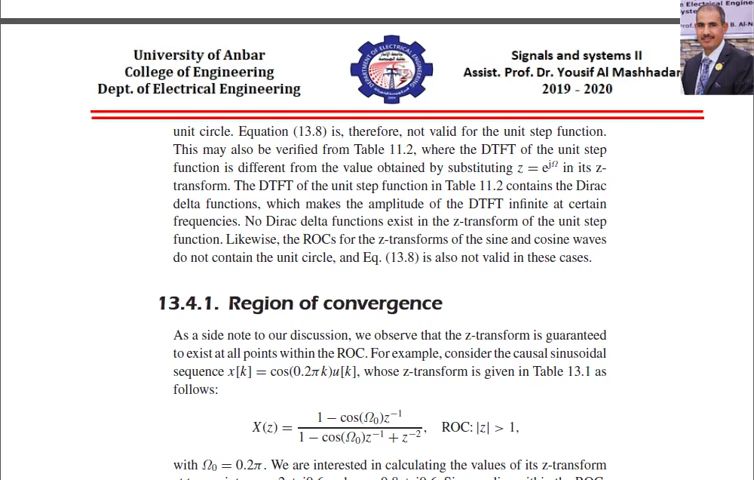 e Electrical Engine
University of Anbar
College of Engineering
Dept. of Electrical Engineering
Signals and systems II
Assist. Prof. Dr. Yousif Al Mashhadan
2019 - 2020
unit circle. Equation (13.8) is, therefore, not valid for the unit step function.
This may also be verified from Table 11.2, where the DTFT of the unit step
function is different from the value obtained by substituting z = e^jΩ in its z-
transform. The DTFT of the unit step function in Table 11.2 contains the Dirac
delta functions, which makes the amplitude of the DTFT infinite at certain
frequencies. No Dirac delta functions exist in the z-transform of the unit step
function. Likewise, the ROCs for the z-transforms of the sine and cosine waves
do not contain the unit circle, and Eq. (13.8) is also not valid in these cases.
13.4.1. Region of convergence
As a side note to our discussion, we observe that the z-transform is guaranteed
to exist at all points within the ROC. For example, consider the causal sinusoidal
sequence x[k] = cos(0.2πk)u[k], whose z-transform is given in Table 13.1 as
follows:
X(z) = (1 − cos(Ω₀)z⁻¹) / (1 − cos(Ω₀)z⁻¹ + z⁻²), ROC: |z| > 1,
with Ω₀ = 0.2π. We are interested in calculating the values of its z-transform